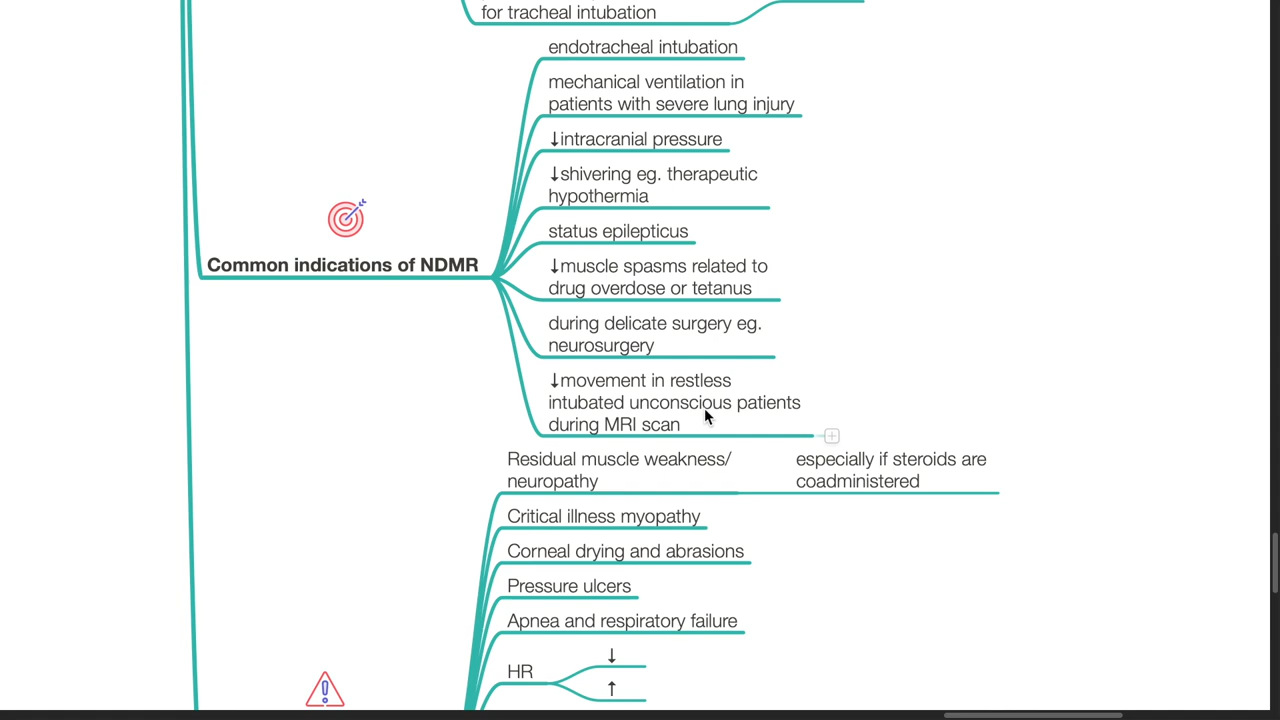 for tracheal intubation
endotracheal intubation
mechanical ventilation in
patients with severe lung injury
↓intracranial pressure
↓shivering eg. therapeutic
hypothermia
status epilepticus
Common indications of NDMR
↓muscle spasms related to
drug overdose or tetanus
during delicate surgery eg.
neurosurgery
↓movement in restless
intubated unconscious patients
during MRI scan
Residual muscle weakness/
neuropathy
especially if steroids are
coadministered
Critical illness myopathy
Corneal drying and abrasions
Pressure ulcers
Apnea and respiratory failure
HR
↓
↑